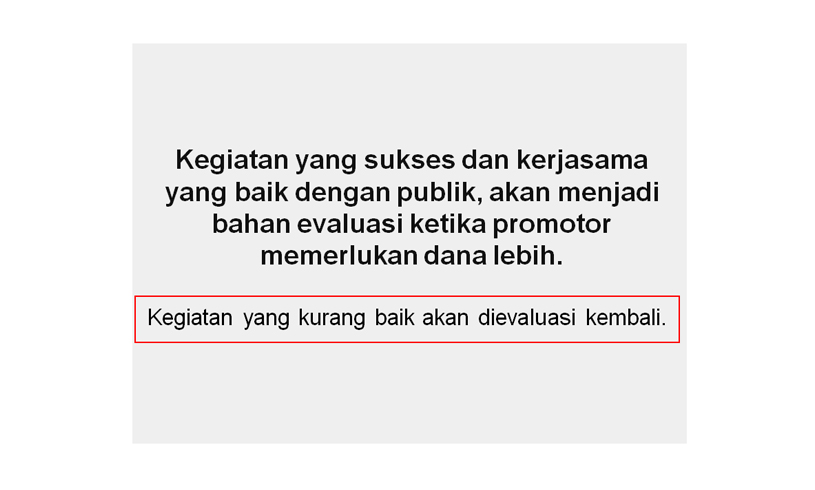 Kegiatan yang sukses dan kerjasama
yang baik dengan publik, akan menjadi
bahan evaluasi ketika promotor
memerlukan dana lebih.
Kegiatan yang kurang baik akan dievaluasi kembali.